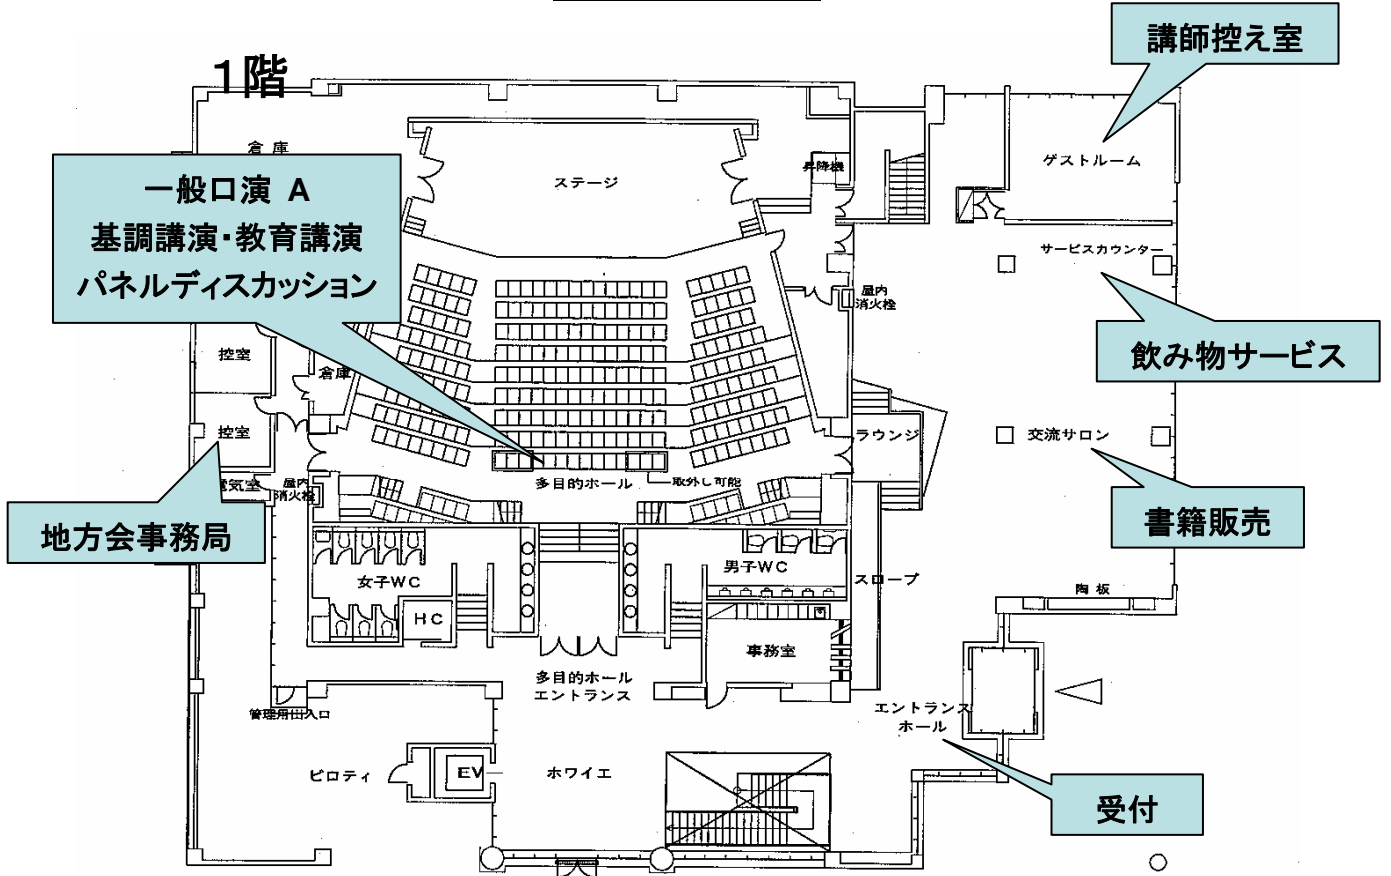 講師控え室
1階
倉庫
一般口演 A
基調講演・教育講演
パネルディスカッション
ステージ
昇降機
ゲストルーム
サービスカウンター
屋内
消火栓
飲み物サービス
控室
倉庫
控室
ラウンジ
交流サロン
電気室
屋内
消火栓
多目的ホール
取外し可能
地方会事務局
書籍販売
女子WC
男子WC
スロープ
陶板
HC
事務室
多目的ホール
エントランス
管理用出入口
エントランス
ホール
ピロティ
EV
ホワイエ
受付